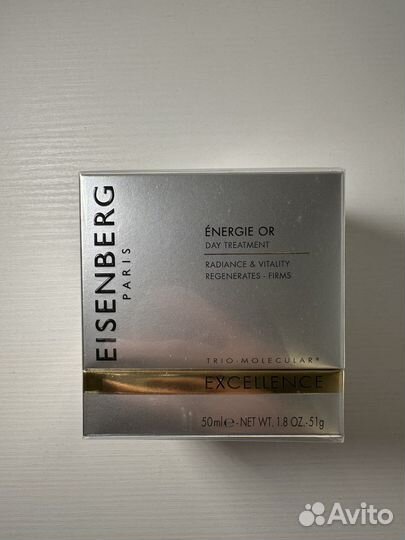 EISENBERG
PARIS
ÉNERGIE OR
DAY TREATMENT
RADIANCE & VITALITY
REGENERATES - FIRMS
TRIO-MOLECULAR®
EXCELLENCE
50ml℮ - NET WT. 1.8 OZ. - 51g
Avito